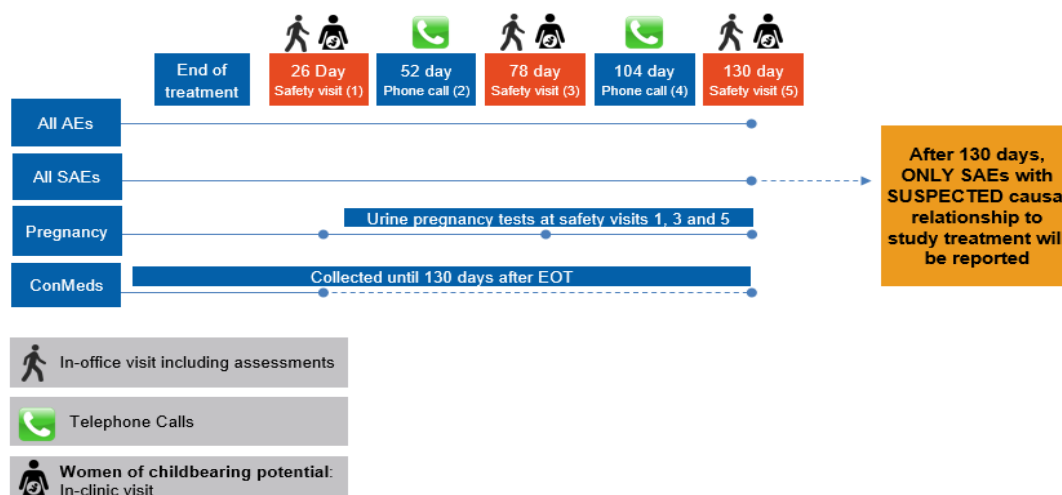 End of
treatment
26 Day
Safety visit (1)
52 day
Phone call (2)
78 day
Safety visit (3)
104 day
Phone call (4)
130 day
Safety visit (5)
All AEs
All SAEs
Pregnancy
ConMeds
Urine pregnancy tests at safety visits 1, 3 and 5
Collected until 130 days after EOT
After 130 days,
ONLY SAEs with
SUSPECTED causa
relationship to
study treatment wil
be reported
In-office visit including assessments
Telephone Calls
Women of childbearing potential:
In-clinic visit